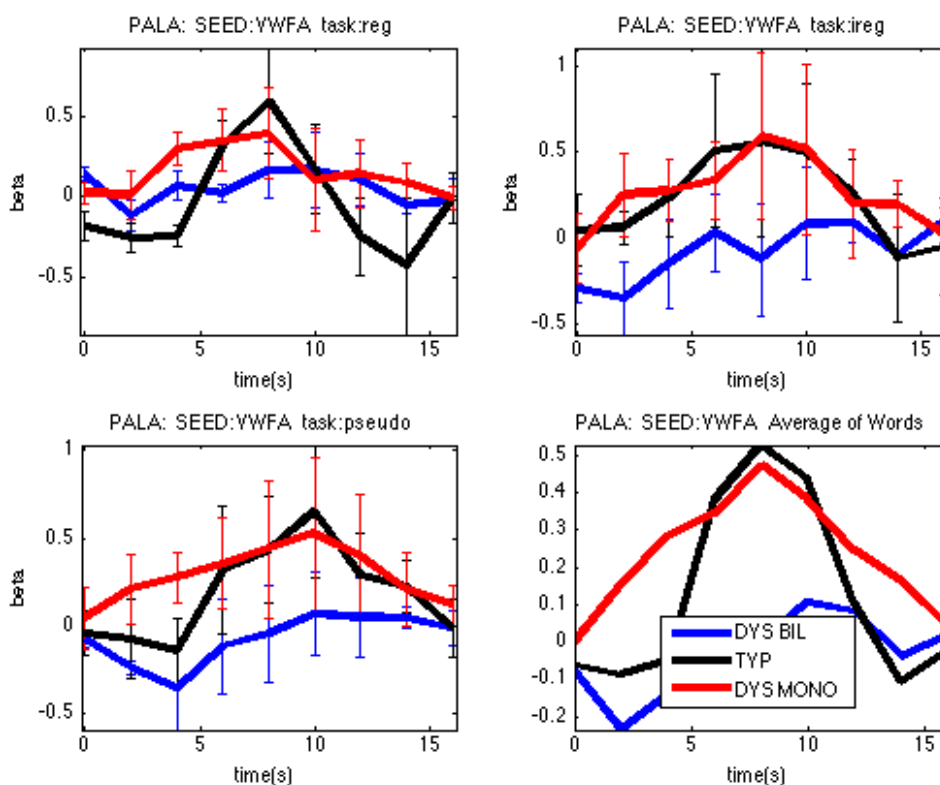 PALA: SEED:VWFA task:reg
PALA: SEED:VWFA task:ireg
0.5
0
-0.5
beta
0
5
10
15
time(s)
1
0.5
0
-0.5
beta
0
5
10
15
time(s)
PALA: SEED:VWFA task:pseudo
PALA: SEED:VWFA Average of Words
1
0.5
0
-0.5
beta
0
5
10
15
time(s)
0.5
0.4
0.3
0.2
0.1
0
-0.1
-0.2
DYS BIL
TYP
DYS MONO
0
5
10
15
time(s)